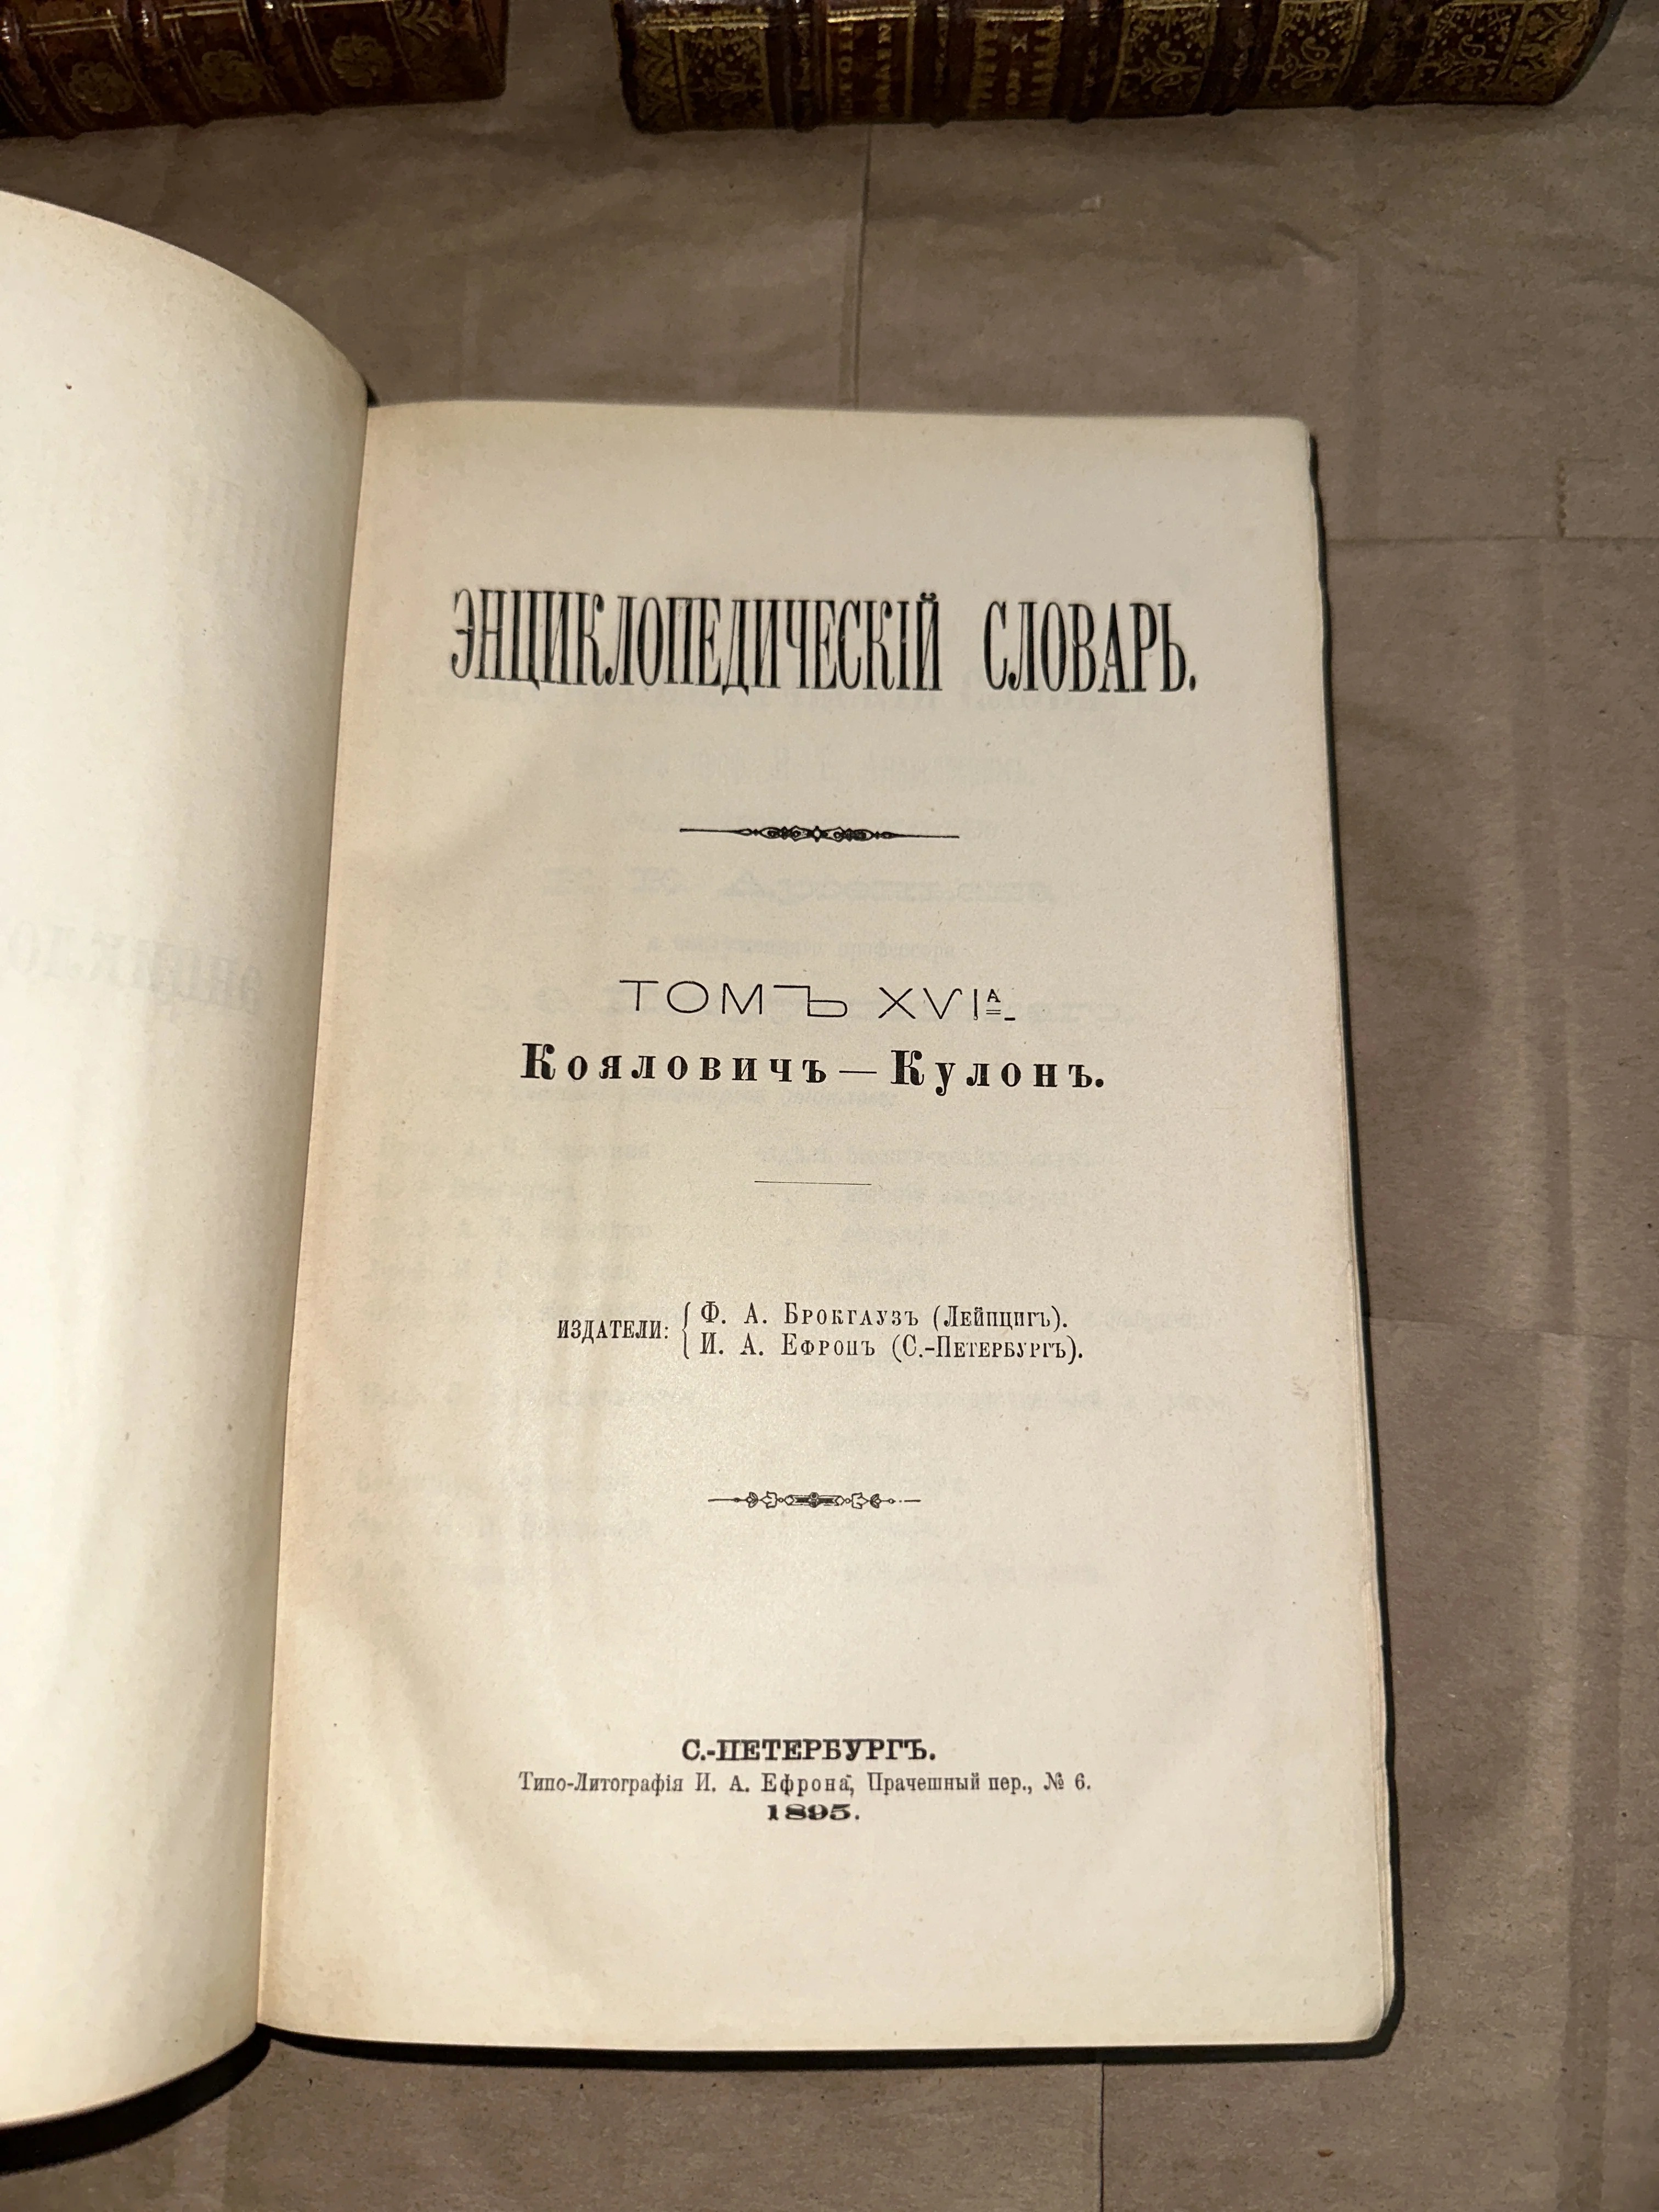 ЭНЦИКЛОПЕДИЧЕСКІЙ СЛОВАРЬ.
ТОМЪ XVIА
Кояловичъ — Кулонъ.
ИЗДАТЕЛИ:
Ф. А. Брокгаузъ (Лейпцигъ).
И. А. Ефронъ (С.-Петербургъ).
С.-ПЕТЕРБУРГЪ.
Типо-Литографія И. А. Ефрона, Прачешный пер., № 6.
1895.